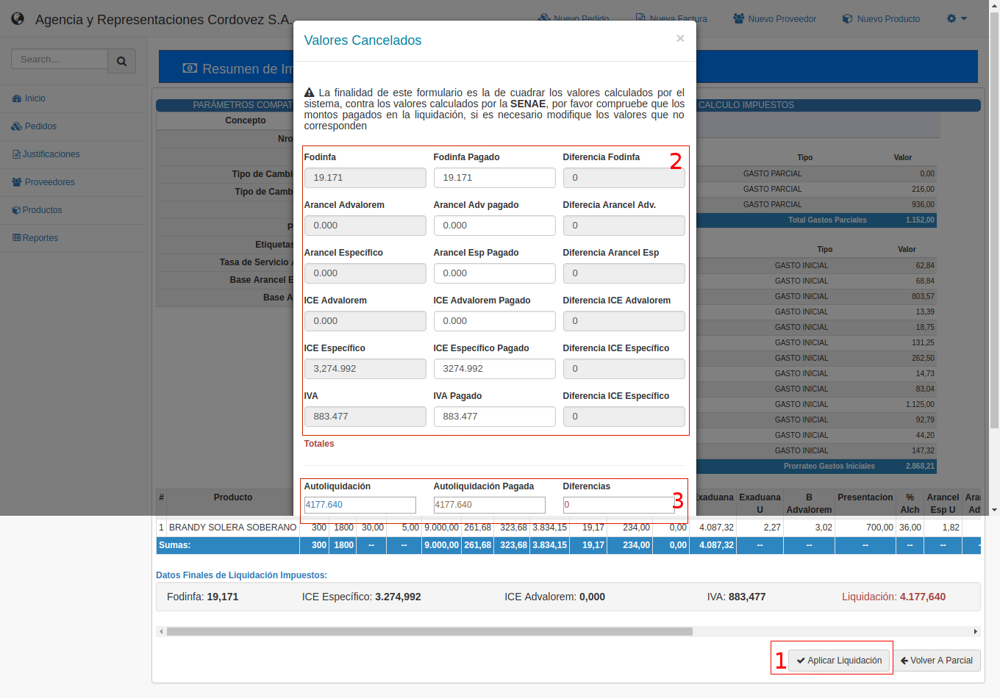 Agencia y Representaciones Cordovez S.A.
Nuevo Pedido
Nueva Factura
Nuevo Proveedor
Nuevo Producto
Search...
Inicio
Pedidos
Justificaciones
Proveedores
Productos
Reportes
Resumen de Im
PARÁMETROS COMPAT
Concepto
Nro
Tipo de Cambi
Tipo de Camb
P
Etiquetas
Tasa de Servicio A
Base Arancel E
Base A
Valores Cancelados
×
La finalidad de este formulario es la de cuadrar los valores calculados por el
sistema, contra los valores calculados por la SENAE, por favor compruebe que los
montos pagados en la liquidación, si es necesario modifique los valores que no
corresponden
2
Fodinfa Fodinfa Pagado Diferencia Fodinfa
19.171 19.171 0
Arancel Advalorem Arancel Adv pagado Diferecia Arancel Adv.
0.000 0.000 0
Arancel Específico Arancel Esp Pagado Diferencia Arancel Esp
0.000 0.000 0
ICE Advalorem ICE Advalorem Pagado Diferencia ICE Advalorem
0.000 0.000 0
ICE Específico ICE Específico Pagado Diferencia ICE Específico
3,274.992 3274.992 0
IVA IVA Pagado Diferencia ICE Específico
883.477 883.477 0
Totales
Autoliquidación Autoliquidación Pagada Diferencias
4177.640 4177.640 0
3
CALCULO IMPUESTOS
Tipo Valor
GASTO PARCIAL 0,00
GASTO PARCIAL 216,00
GASTO PARCIAL 936,00
Total Gastos Parciales 1.152,00
Tipo Valor
GASTO INICIAL 62,84
GASTO INICIAL 68,84
GASTO INICIAL 803,57
GASTO INICIAL 13,39
GASTO INICIAL 18,75
GASTO INICIAL 131,25
GASTO INICIAL 262,50
GASTO INICIAL 14,73
GASTO INICIAL 83,04
GASTO INICIAL 1.125,00
GASTO INICIAL 92,79
GASTO INICIAL 44,20
GASTO INICIAL 147,32
Prorrateo Gastos Iniciales 2.868,21
# Producto Exaduana Exaduana B Presentacion % Arancel Ara
U Advalorem Alch Esp U Ad
1 BRANDY SOLERA SOBERANO 300 1800 30,00 5,00 9.000,00 261,68 323,68 3.834,15 19,17 234,00 0,00 4.087,32 2,27 3,02 700,00 36,00 1,82
Sumas: 300 1800 -- -- 9.000,00 261,68 323,68 3.834,15 19,17 234,00 0,00 4.087,32 -- -- -- -- -- -
Datos Finales de Liquidación Impuestos:
Fodinfa: 19,171 ICE Específico: 3.274,992 ICE Advalorem: 0,000 IVA: 883,477 Liquidación: 4.177,640
1 Aplicar Liquidación Volver A Parcial